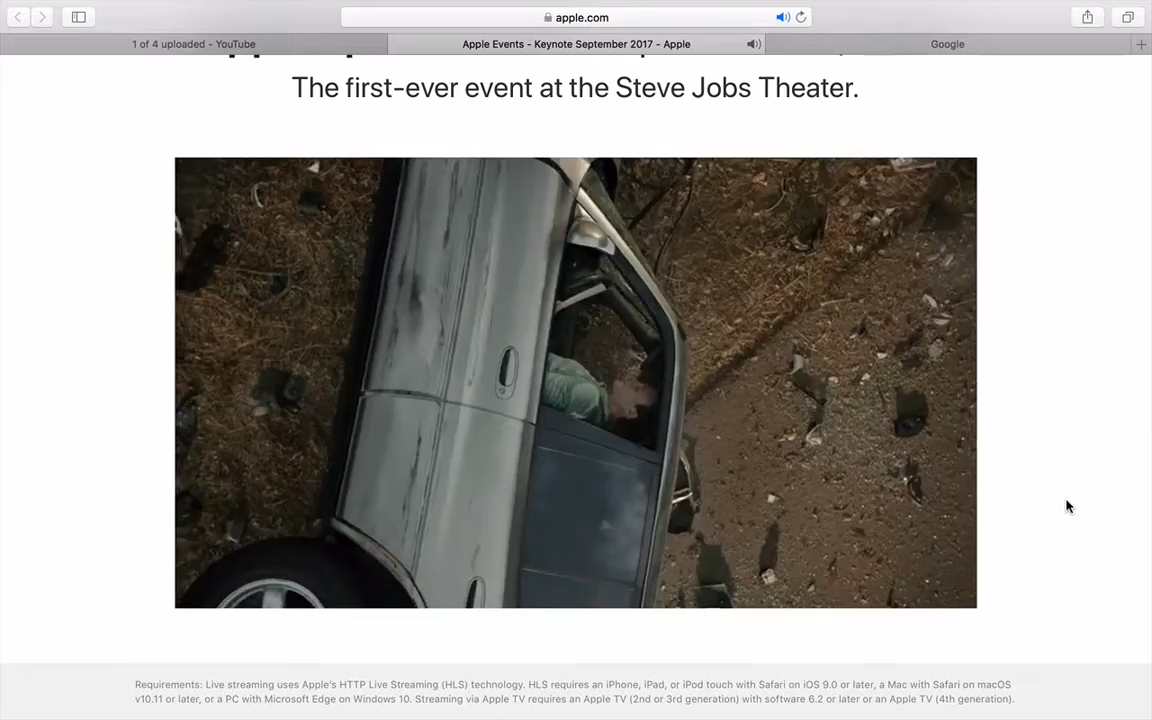 apple.com
1 of 4 uploaded - YouTube
Apple Events - Keynote September 2017 - Apple
Google
The first-ever event at the Steve Jobs Theater.
Requirements: Live streaming uses Apple's HTTP Live Streaming (HLS) technology. HLS requires an iPhone, iPad, or iPod touch with Safari on iOS 9.0 or later, a Mac with Safari on macOS
v10.11 or later, or a PC with Microsoft Edge on Windows 10. Streaming via Apple TV requires an Apple TV (2nd or 3rd generation) with software 6.2 or later or an Apple TV (4th generation).